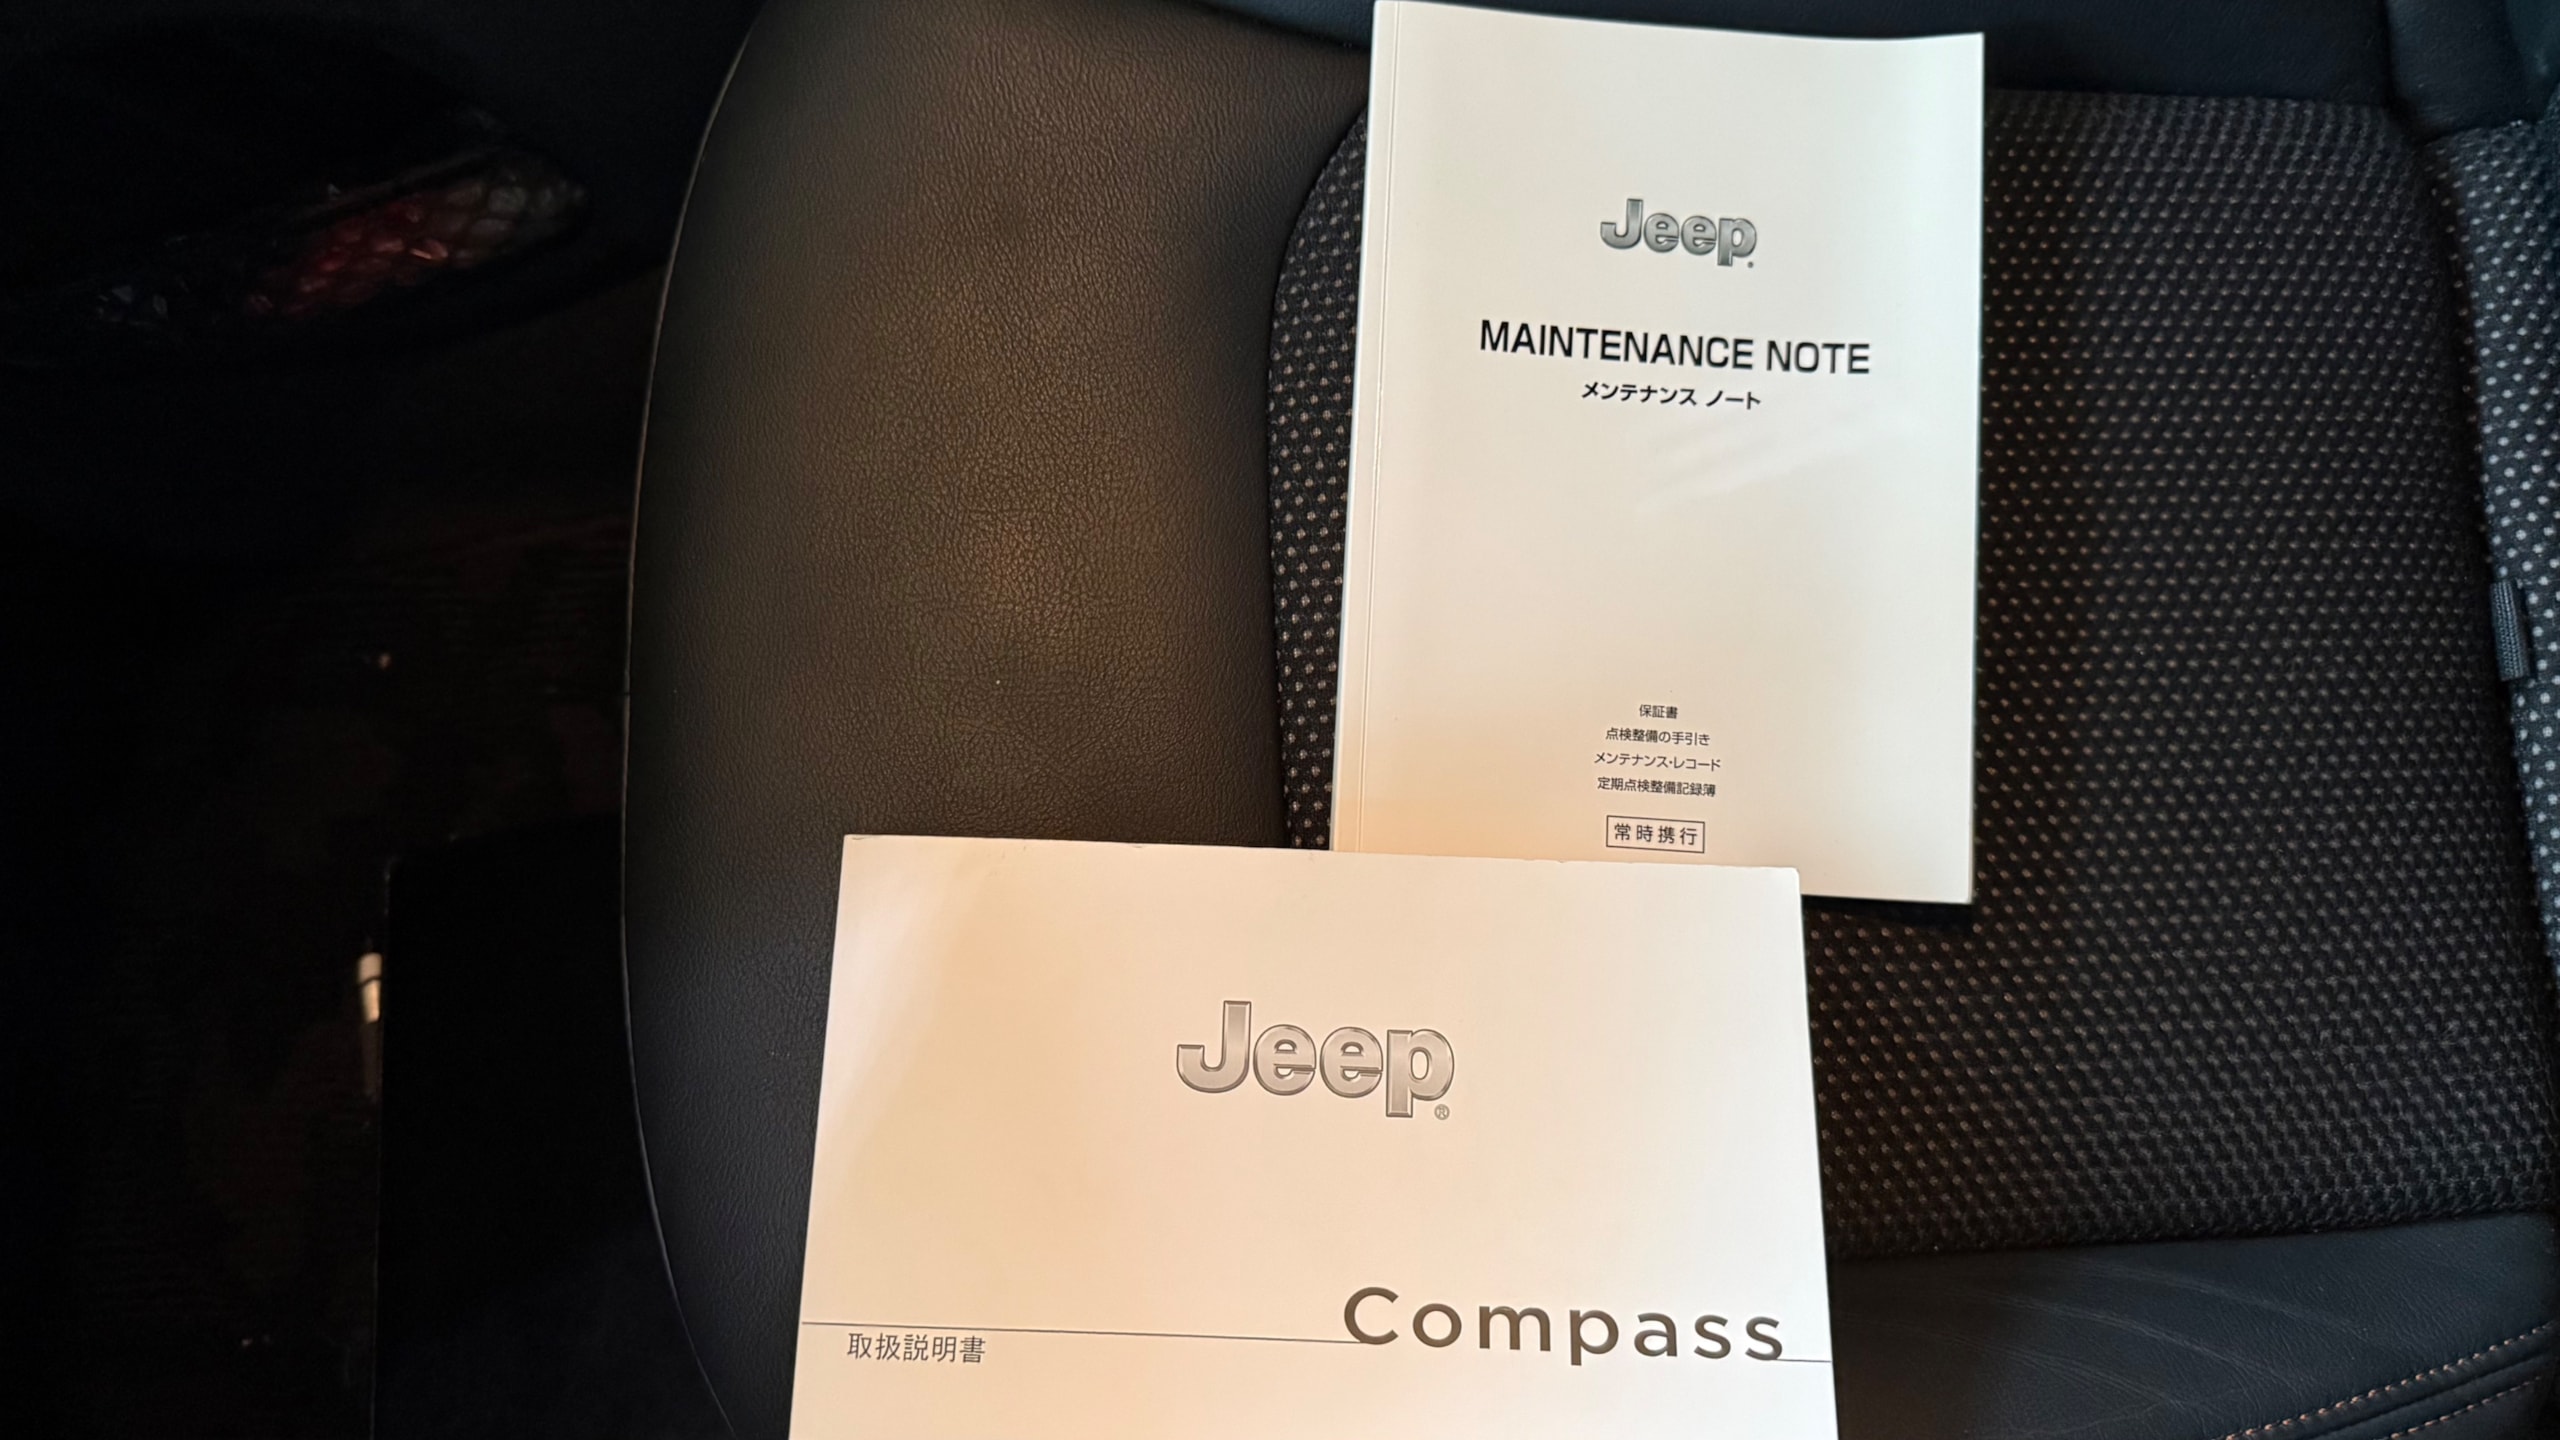 Jeep
MAINTENANCE NOTE
メンテナンス ノート
保証書
点検整備の手引き
メンテナンス・レコード
定期点検整備記録簿
常時携行
Jeep®
Compass
取扱説明書